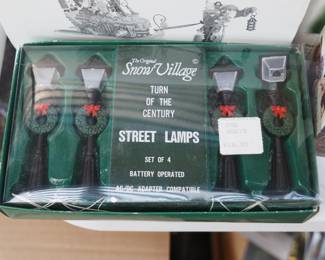 The Original
Snow Village ©
TURN
OF THE
CENTURY
STREET LAMPS
SET OF 4
BATTERY OPERATED
AC/DC ADAPTER COMPATIBLE